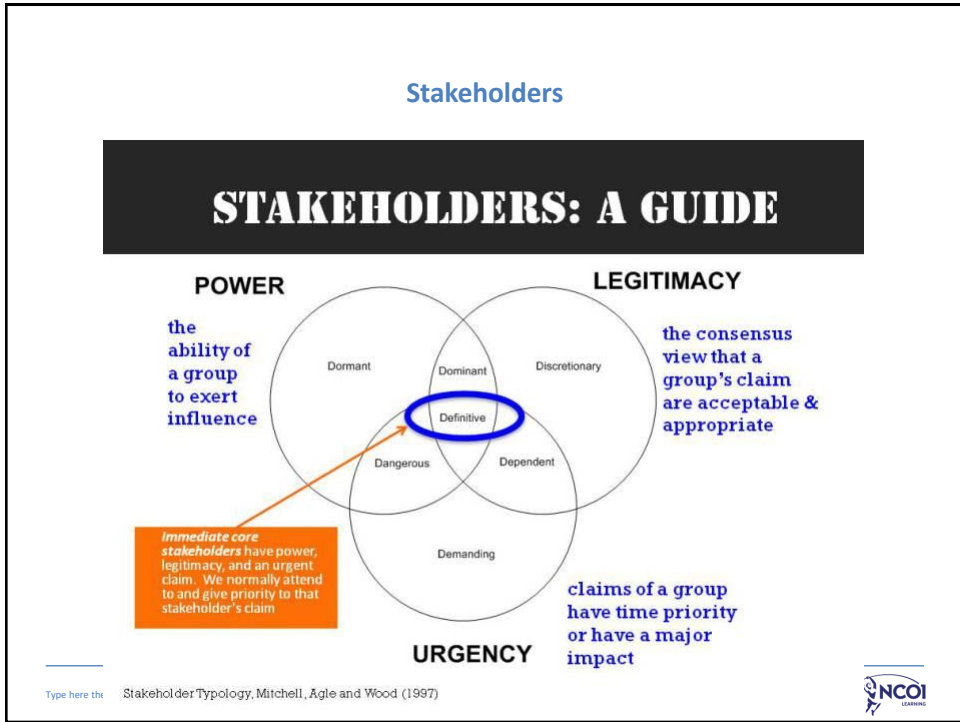 Stakeholders
STAKEHOLDERS: A GUIDE
POWER
LEGITIMACY
the
ability of
a group
to exert
influence
the consensus
view that a
group's claim
are acceptable &
appropriate
Dormant
Dominant
Discretionary
Definitive
Dangerous
Dependent
Immediate core
stakeholders have power,
legitimacy, and an urgent
claim. We normally attend
to and give priority to that
stakeholder's claim
Demanding
claims of a group
have time priority
or have a major
impact
URGENCY
Type here the
Stakeholder Typology, Mitchell, Agle and Wood (1997)
NCOI
LEARNING